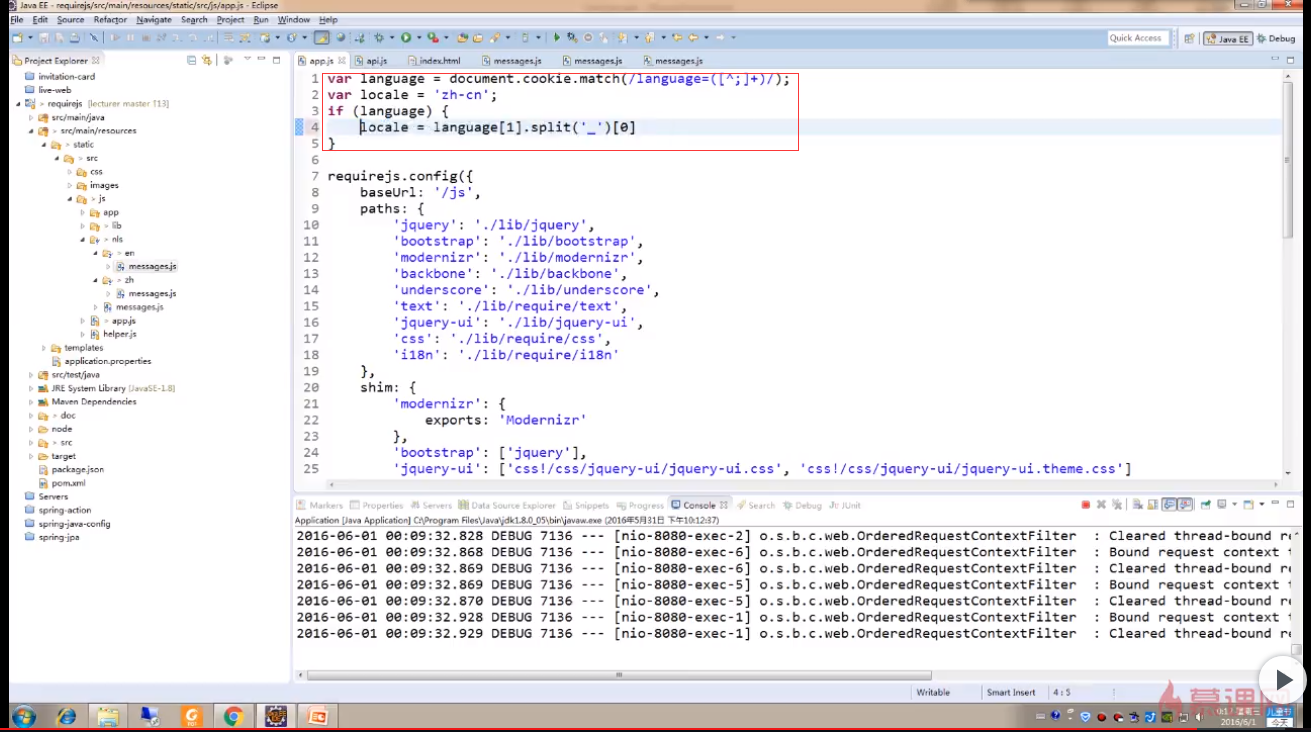 Java EE - requirejs/src/main/resources/static/src/js/app.js - Eclipse
File Edit Source Refactor Navigate Search Project Run Window Help
Quick Access Java EE Debug
Project Explorer
invitation-card
live-web
requirejs [lecturer master ↑13]
> src/main/java
> src/main/resources
> static
> src
> css
> images
> js
> app
> lib
> nls
> en
messages.js
> zh
> messages.js
> messages.js
> app.js
helper.js
templates
application.properties
src/test/java
JRE System Library [JavaSE-1.8]
Maven Dependencies
> doc
node
> src
target
package.json
pom.xml
Servers
spring-action
spring-java-config
spring-jpa
app.js api.js index.html messages.js messages.js messages.js
1 var language = document.cookie.match(/language=([^;]+)/);
2 var locale = 'zh-cn';
3 if (language) {
4 locale = language[1].split('_')[0]
5 }
6
7 requirejs.config({
8 baseUrl: '/js',
9 paths: {
10 'jquery': './lib/jquery',
11 'bootstrap': './lib/bootstrap',
12 'modernizr': './lib/modernizr',
13 'backbone': './lib/backbone',
14 'underscore': './lib/underscore',
15 'text': './lib/require/text',
16 'jquery-ui': './lib/jquery-ui',
17 'css': './lib/require/css',
18 'i18n': './lib/require/i18n'
19 },
20 shim: {
21 'modernizr': {
22 exports: 'Modernizr'
23 },
24 'bootstrap': ['jquery'],
25 'jquery-ui': ['css!/css/jquery-ui/jquery-ui.css', 'css!/css/jquery-ui/jquery-ui.theme.css']
Markers Properties Servers Data Source Explorer Snippets Progress Console Search Debug JUnit
Application [Java Application] C:\Program Files\Java\jdk1.8.0_05\bin\javaw.exe (2016年5月31日 下午10:12:37)
2016-06-01 00:09:32.828 DEBUG 7136 --- [nio-8080-exec-2] o.s.b.c.web.OrderedRequestContextFilter : Cleared thread-bound re
2016-06-01 00:09:32.868 DEBUG 7136 --- [nio-8080-exec-6] o.s.b.c.web.OrderedRequestContextFilter : Bound request context t
2016-06-01 00:09:32.869 DEBUG 7136 --- [nio-8080-exec-6] o.s.b.c.web.OrderedRequestContextFilter : Cleared thread-bound re
2016-06-01 00:09:32.869 DEBUG 7136 --- [nio-8080-exec-5] o.s.b.c.web.OrderedRequestContextFilter : Bound request context t
2016-06-01 00:09:32.870 DEBUG 7136 --- [nio-8080-exec-5] o.s.b.c.web.OrderedRequestContextFilter : Cleared thread-bound re
2016-06-01 00:09:32.928 DEBUG 7136 --- [nio-8080-exec-1] o.s.b.c.web.OrderedRequestContextFilter : Bound request context t
2016-06-01 00:09:32.929 DEBUG 7136 --- [nio-8080-exec-1] o.s.b.c.web.OrderedRequestContextFilter : Cleared thread-bound re
Writable Smart Insert 4 : 5
慕课网
2016/6/1
儿童节
今天